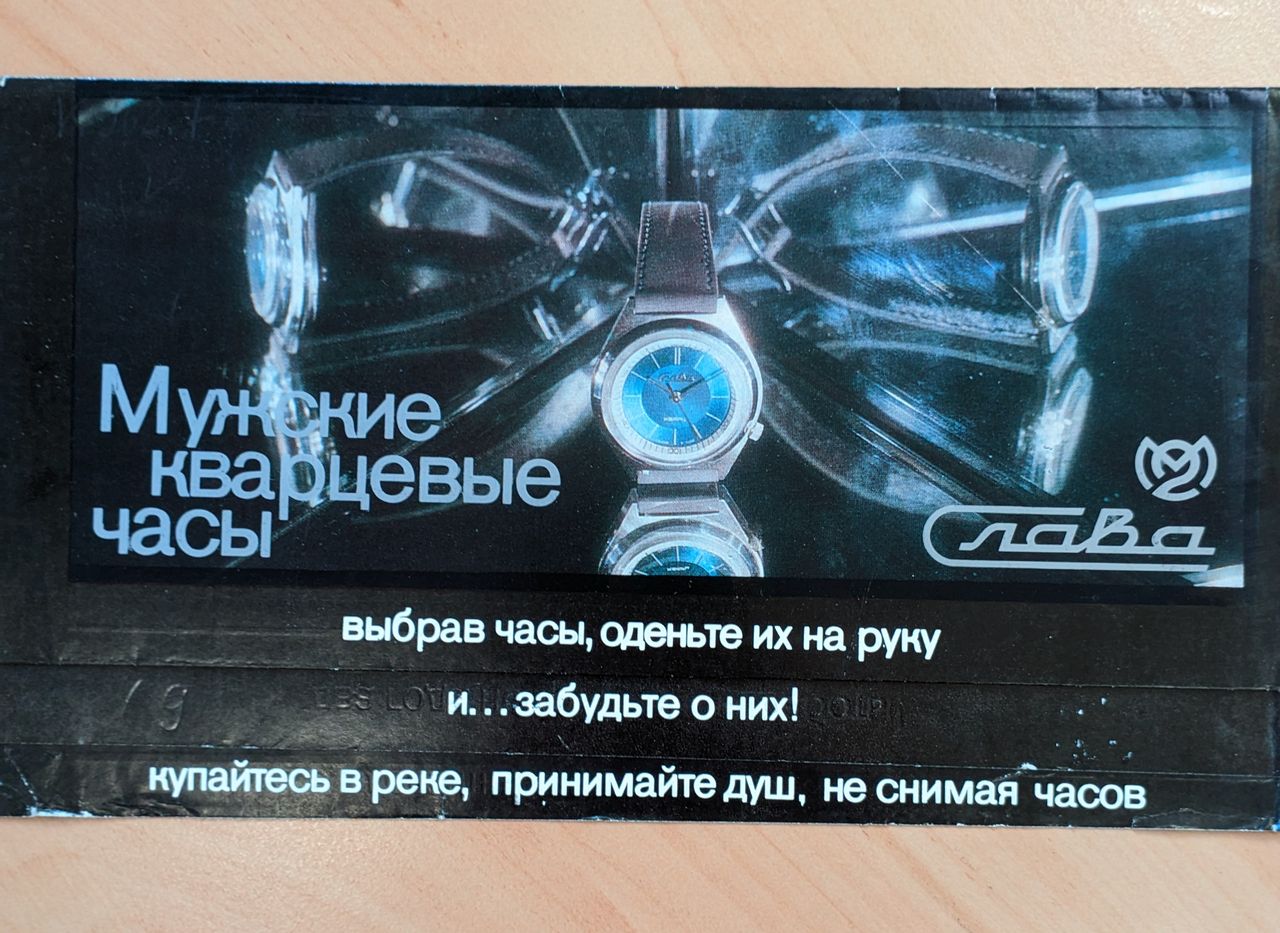 Мужские
кварцевые
часы
Слава
выбрав часы, оденьте их на руку
и...забудьте о них!
купайтесь в реке, принимайте душ, не снимая часов